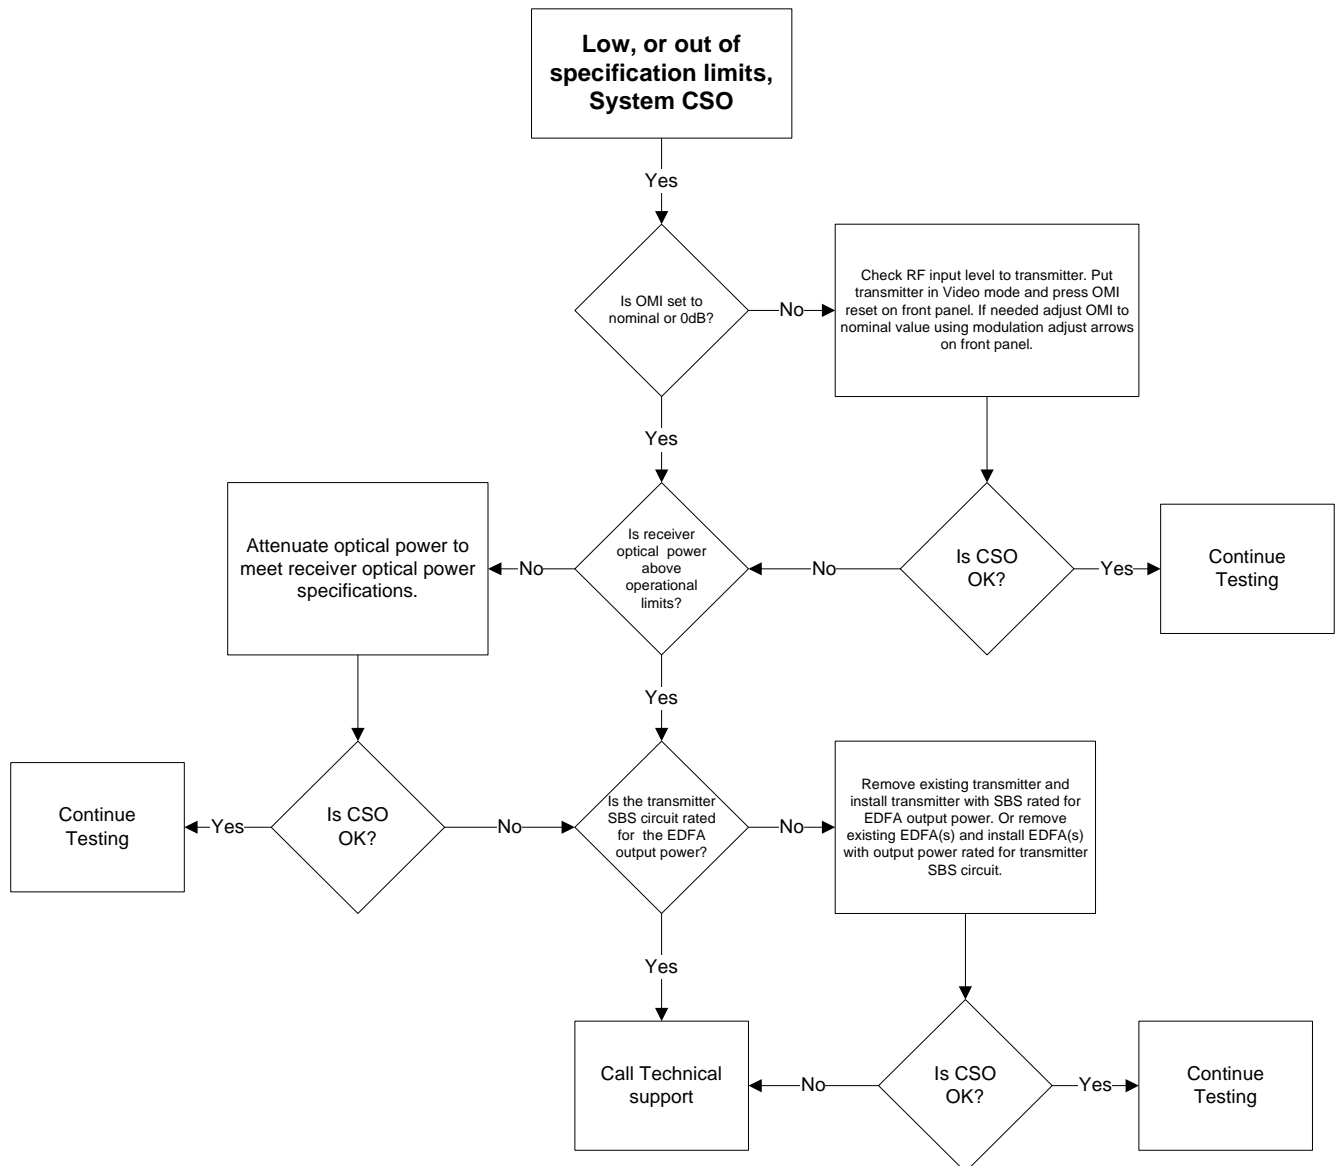 Low, or out of
specification limits,
System CSO
Yes
Is OMI set to
nominal or 0dB?
No
Check RF input level to transmitter. Put
transmitter in Video mode and press OMI
reset on front panel. If needed adjust OMI to
nominal value using modulation adjust arrows
on front panel.
Yes
Attenuate optical power to
meet receiver optical power
specifications.
No
Is receiver
optical power
above
operational
limits?
No
Is CSO
OK?
Yes
Continue
Testing
Yes
Continue
Testing
Yes
Is CSO
OK?
No
Is the transmitter
SBS circuit rated
for the EDFA
output power?
No
Remove existing transmitter and
install transmitter with SBS rated for
EDFA output power. Or remove
existing EDFA(s) and install EDFA(s)
with output power rated for transmitter
SBS circuit.
Yes
Call Technical
support
No
Is CSO
OK?
Yes
Continue
Testing